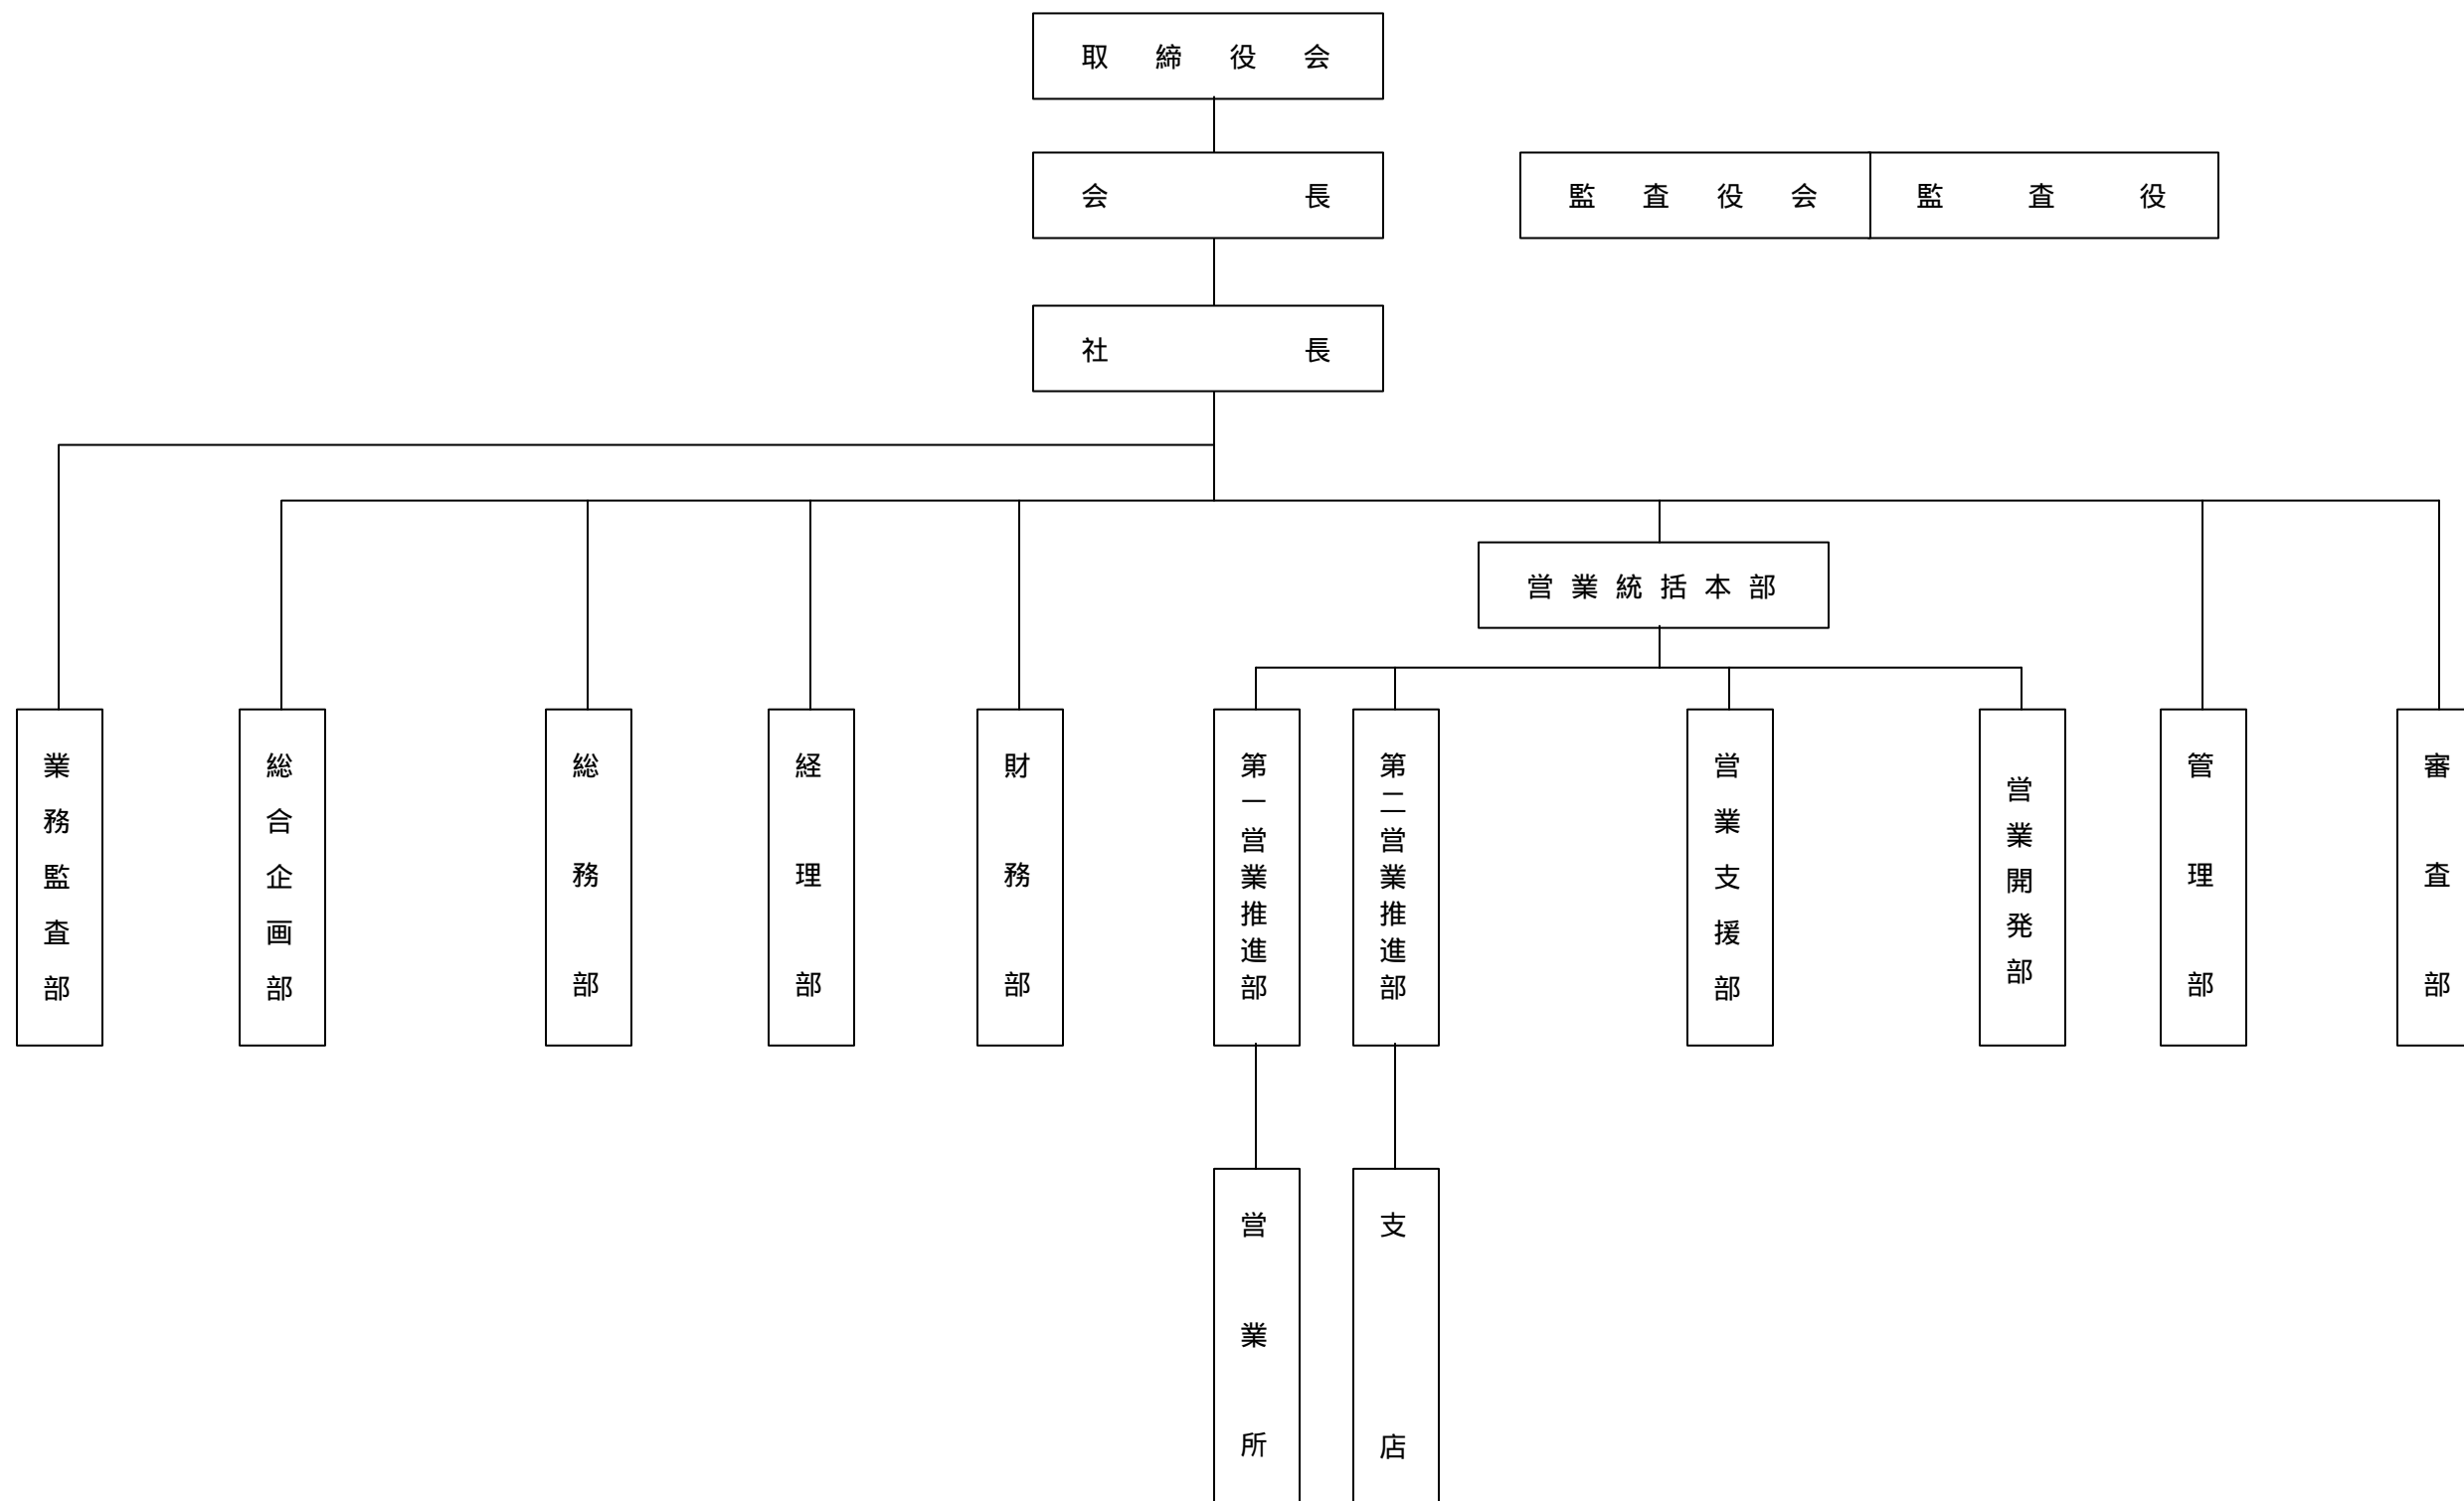 取締役会
会長
監査役会
監査役
社長
営業統括本部
業務監査部
総合企画部
総務部
経理部
財務部
第一営業推進部
第二営業推進部
営業支援部
営業開発部
管理部
審査部
営業所
支店